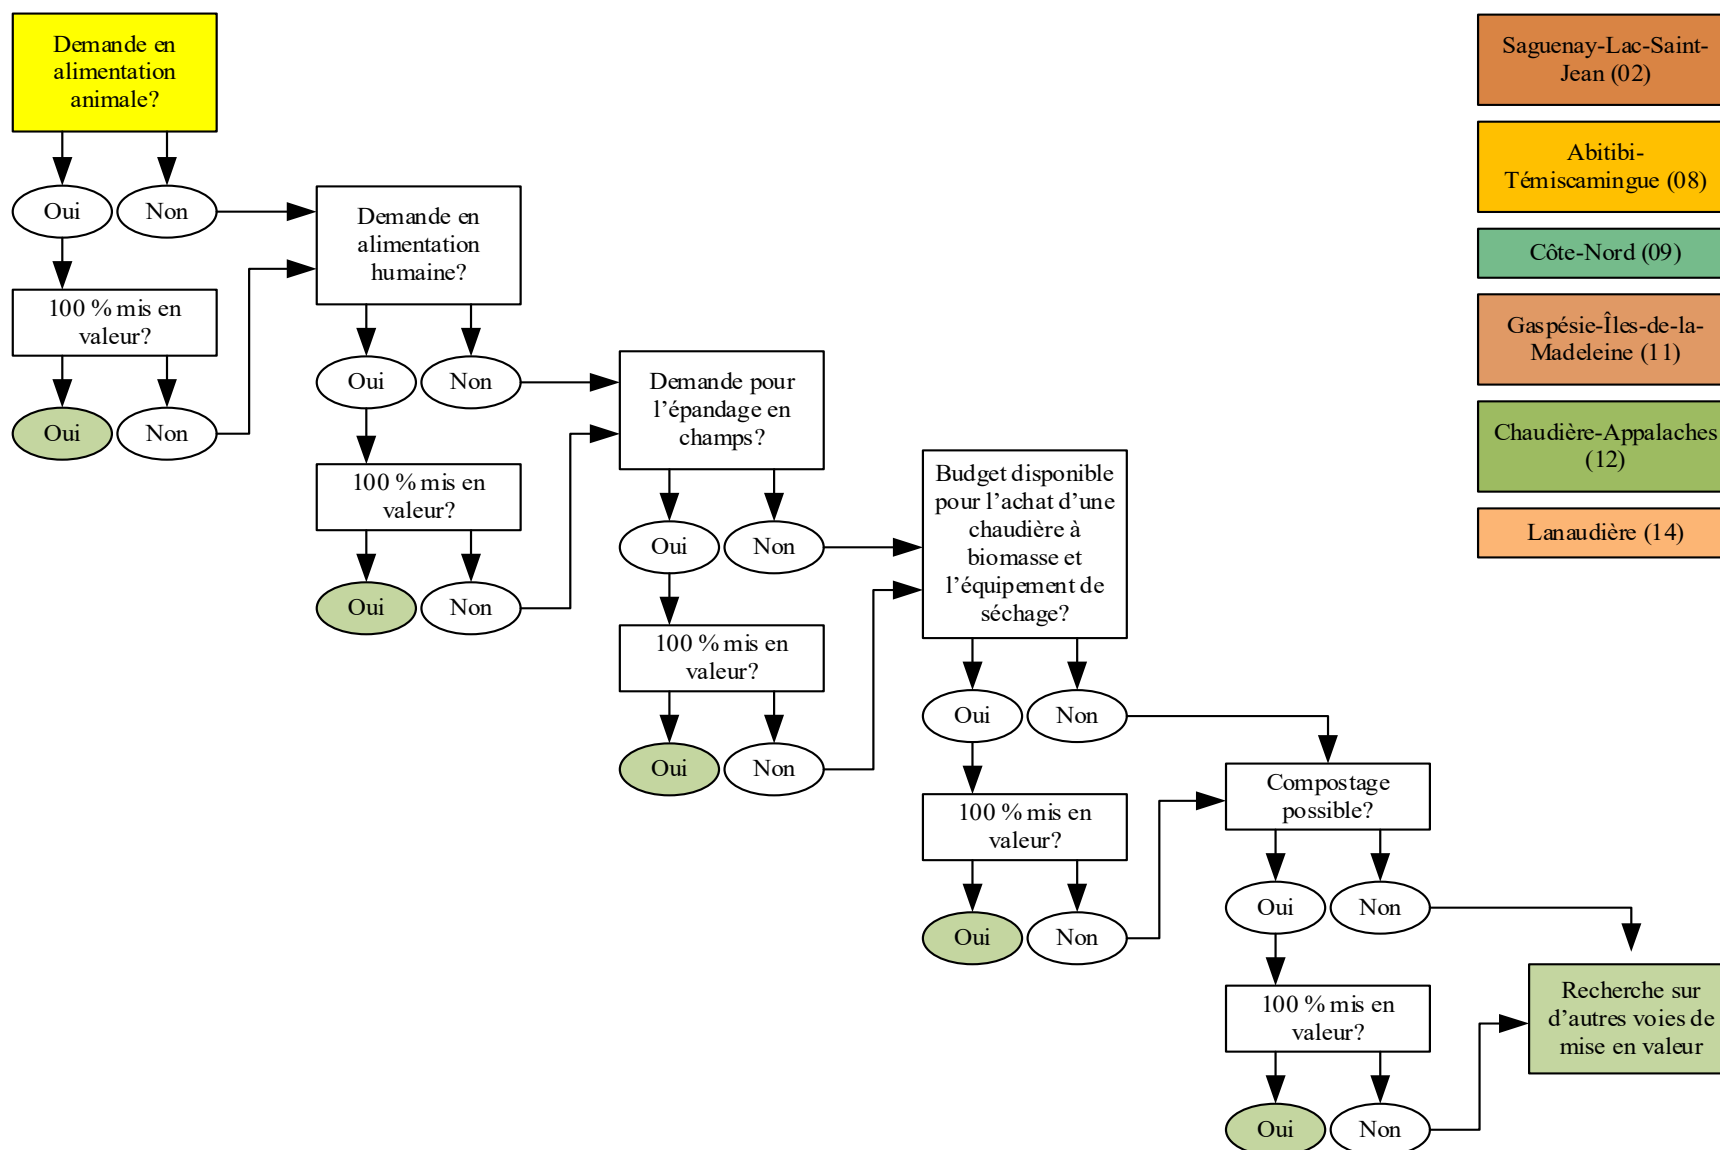 Demande en
alimentation
animale?
Oui
Non
100 % mis en
valeur?
Oui
Non
Demande en
alimentation
humaine?
Oui
Non
100 % mis en
valeur?
Oui
Non
Demande pour
l’épandage en
champs?
Oui
Non
100 % mis en
valeur?
Oui
Non
Budget disponible
pour l’achat d’une
chaudière à
biomasse et
l’équipement de
séchage?
Oui
Non
100 % mis en
valeur?
Oui
Non
Compostage
possible?
Oui
Non
100 % mis en
valeur?
Oui
Non
Recherche sur
d’autres voies de
mise en valeur
Saguenay-Lac-Saint-
Jean (02)
Abitibi-
Témiscamingue (08)
Côte-Nord (09)
Gaspésie-Îles-de-la-
Madeleine (11)
Chaudière-Appalaches
(12)
Lanaudière (14)